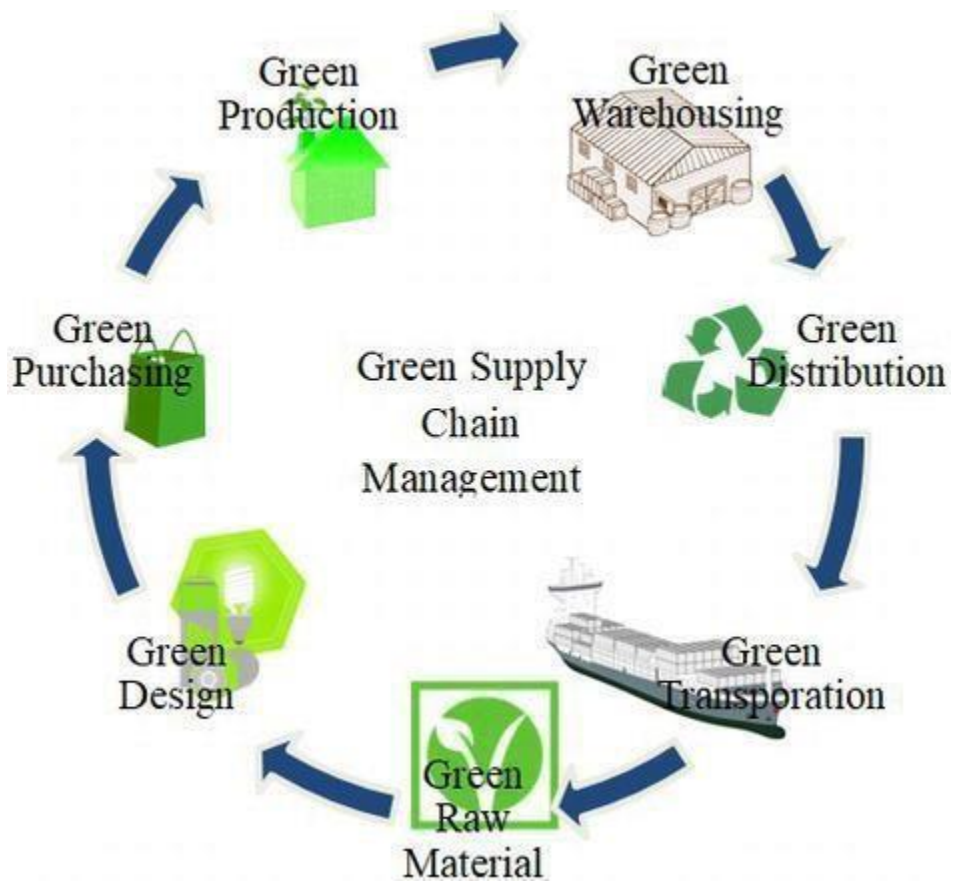 Green
Production
Green
Warehousing
Green
Purchasing
Green Supply
Chain
Management
Green
Distribution
Green
Design
Green
Transporation
Green
Raw
Material